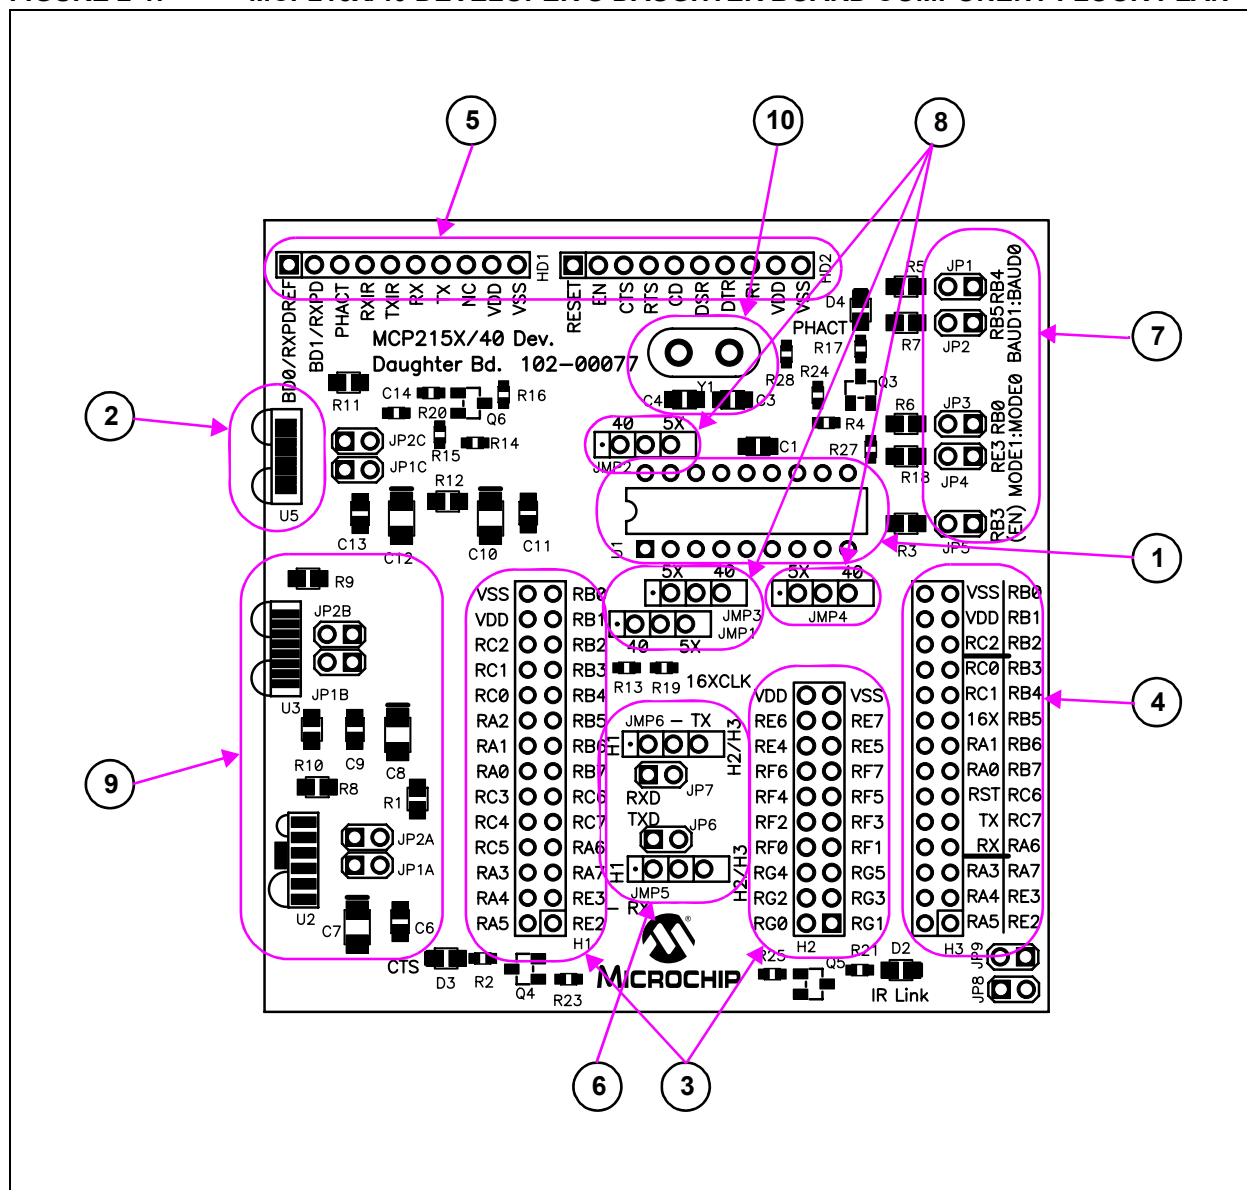 5
10
8
HD1
HD2
BD0/RXPDREF
BD1/RXPD
PHACT
RXIR
TXIR
RX
TX
NC
VDD
VSS
RESET
EN
CTS
RTS
CD
DSR
DTR
RI
VDD
VSS
MCP215X/40 Dev.
Daughter Bd. 102-00077
D4
PHACT
R17
R5
R7
JP1
JP2
RB5RB4
BAUD1:BAUD0
7
Y1
C4
C3
R28
R24
Q3
R4
R27
R6
R18
JP3
JP4
RB0
RE3
MODE1:MODE0
2
R11
C14
R20
R16
Q6
R15
R14
JP2C
JP1C
R12
U5
C13
C12
C10
C11
40 5X
JMP2
C1
U1
R3
JP5
RB3
(EN)
1
5X 40
JMP3
JMP1
40 5X
5X 40
JMP4
R13 R19 16XCLK
R9
JP2B
JP1B
U3
R10
C9
C8
R8
R1
9
JP2A
JP1A
U2
C7
C6
VSS RB0
VDD RB1
RC2 RB2
RC1 RB3
RC0 RB4
RA2 RB5
RA1 RB6
RA0 RB7
RC3 RC6
RC4 RC7
RC5 RA6
RA3 RA7
RA4 RE3
RA5 RE2
H1
JMP6 - TX
H1
H2/H3
JP7
RXD
TXD
JP6
H1
H2/H3
JMP5
- RX
VDD VSS
RE6 RE7
RE4 RE5
RF6 RF7
RF4 RF5
RF2 RF3
RF0 RF1
RG4 RG5
RG2 RG3
RG0 RG1
H2
VSS RB0
VDD RB1
RC2 RB2
RC0 RB3
RC1 RB4
16X RB5
RA1 RB6
RA0 RB7
RST RC6
TX RC7
RX RA6
RA3 RA7
RA4 RE3
RA5 RE2
H3
4
CTS
D3
R2
Q4
R23
MICROCHIP
R25
Q5
R21
D2
IR Link
JP9
JP8
6
3